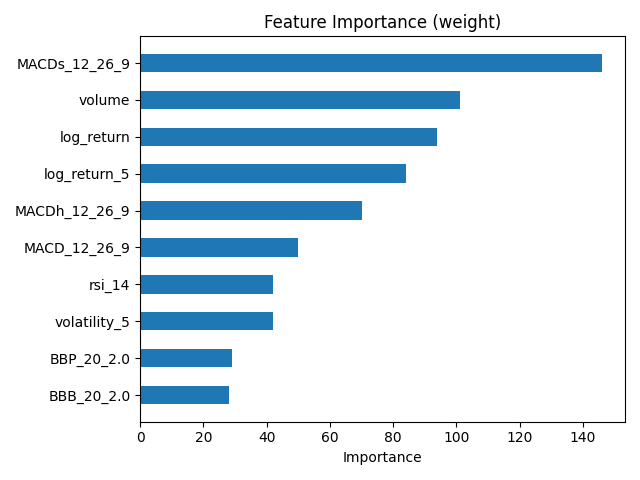 Feature Importance (weight)
MACDs_12_26_9
volume
log_return
log_return_5
MACDh_12_26_9
MACD_12_26_9
rsi_14
volatility_5
BBP_20_2.0
BBB_20_2.0
0 20 40 60 80 100 120 140
Importance